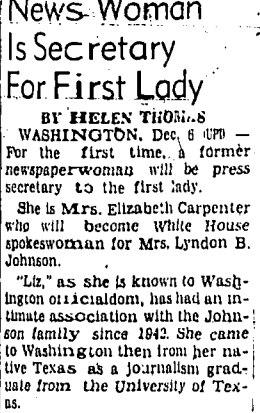 News Woman
Is Secretary
For First Lady
BY HELEN THOMAS
WASHINGTON, Dec. 6 (UPI) —
For the first time, a former
newspaperwoman will be press
secretary to the first lady.
She is Mrs. Elizabeth Carpenter
who will become White House
spokeswoman for Mrs. Lyndon B.
Johnson.
"Liz," as she is known to Wash-
ington officialdom, has had an in-
timate association with the John-
son family since 1942. She came
to Washington then from her na-
tive Texas as a journalism grad-
uate from the University of Tex-
as.